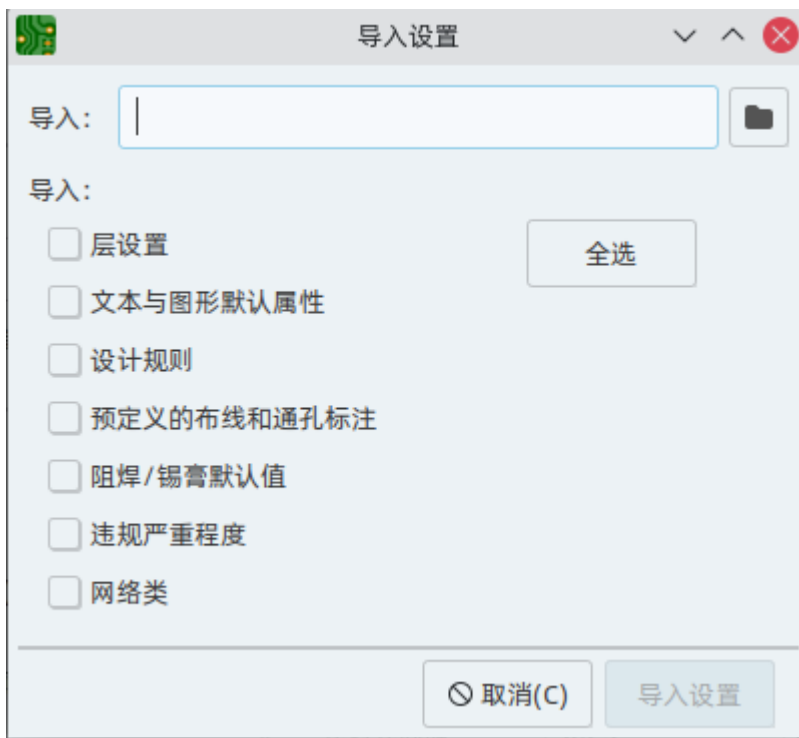 导入设置
导入:
导入:
层设置
全选
文本与图形默认属性
设计规则
预定义的布线和通孔标注
阻焊/锡膏默认值
违规严重程度
网络类
取消(C)
导入设置